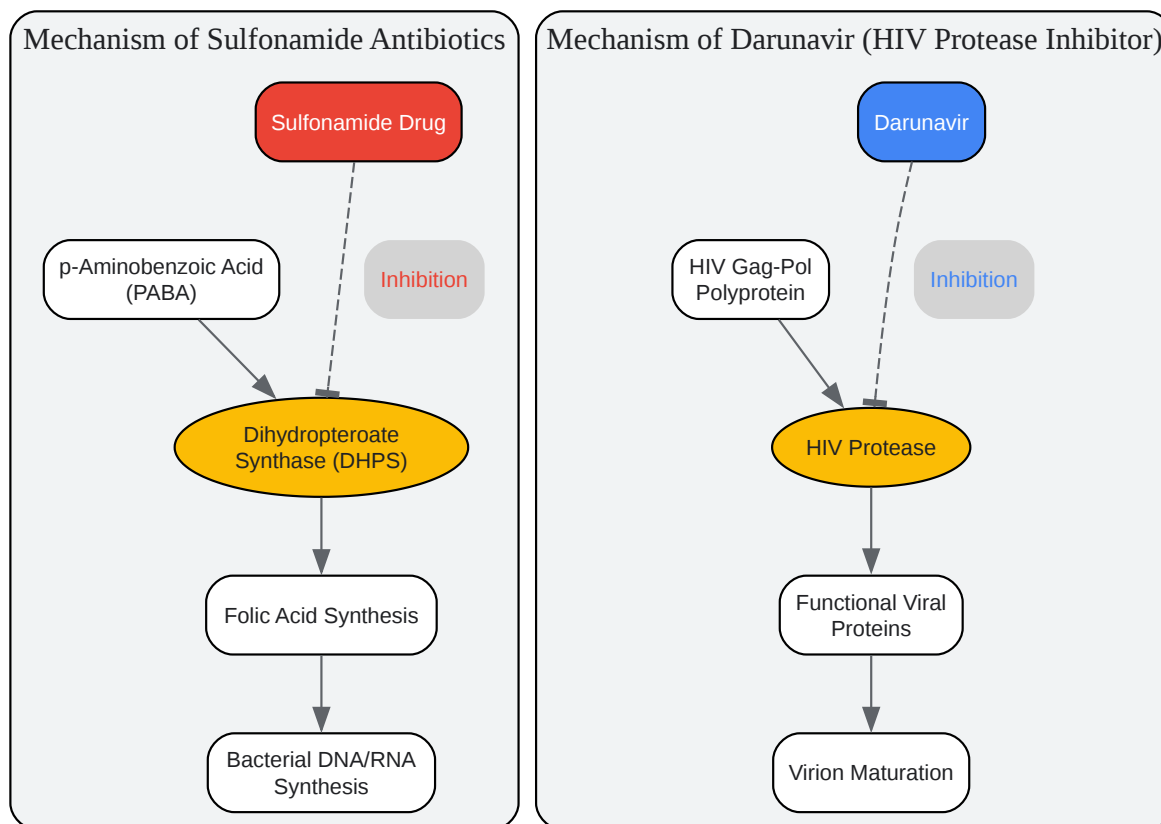 Mechanism of Sulfonamide Antibiotics
Sulfonamide Drug
p-Aminobenzoic Acid
(PABA)
Inhibition
Dihydropteroate
Synthase (DHPS)
Folic Acid Synthesis
Bacterial DNA/RNA
Synthesis
Mechanism of Darunavir (HIV Protease Inhibitor)
Darunavir
HIV Gag-Pol
Polyprotein
Inhibition
HIV Protease
Functional Viral
Proteins
Virion Maturation